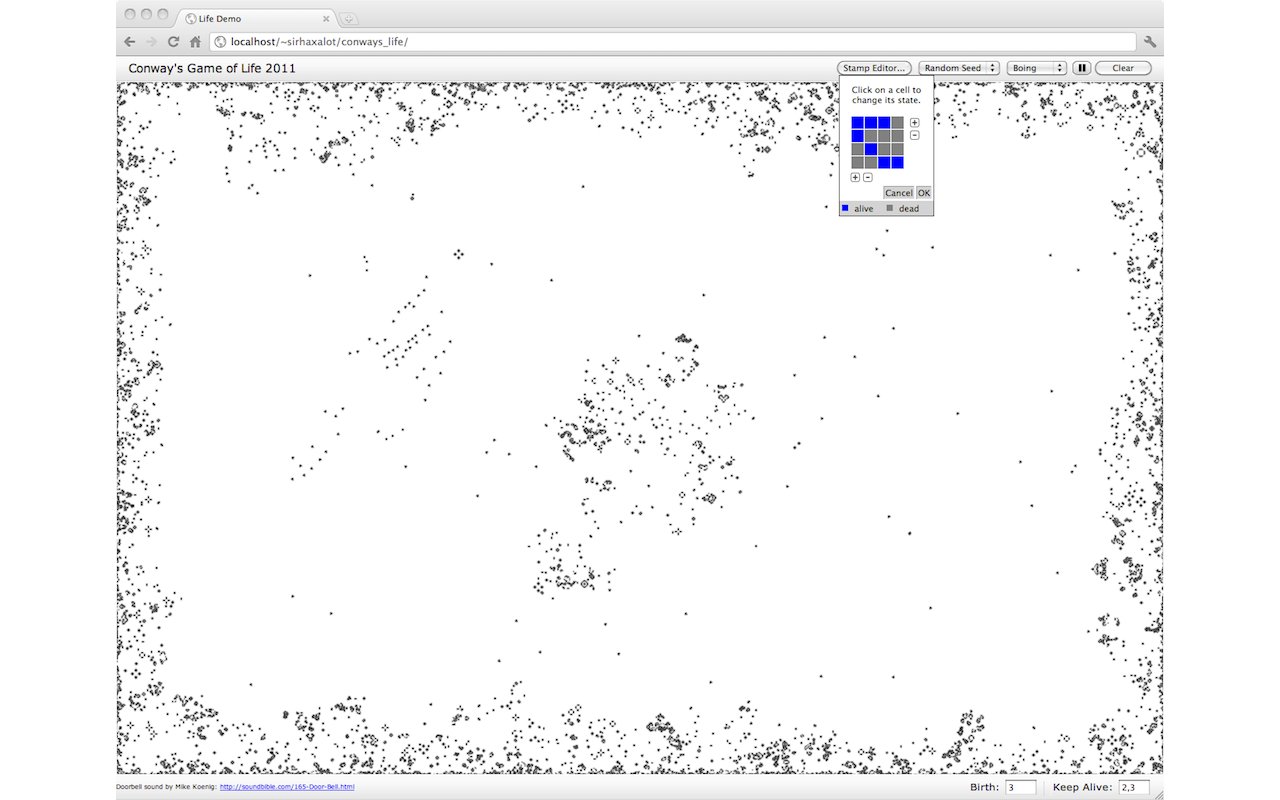 Life Demo
localhost/~sirhaxalot/conways_life/
Conway's Game of Life 2011
Stamp Editor...
Random Seed
Boing
Clear
Click on a cell to
change its state.
Cancel OK
alive dead
Doorbell sound by Mike Koenig: http://soundbible.com/165-Door-Bell.html
Birth: 3 Keep Alive: 2,3